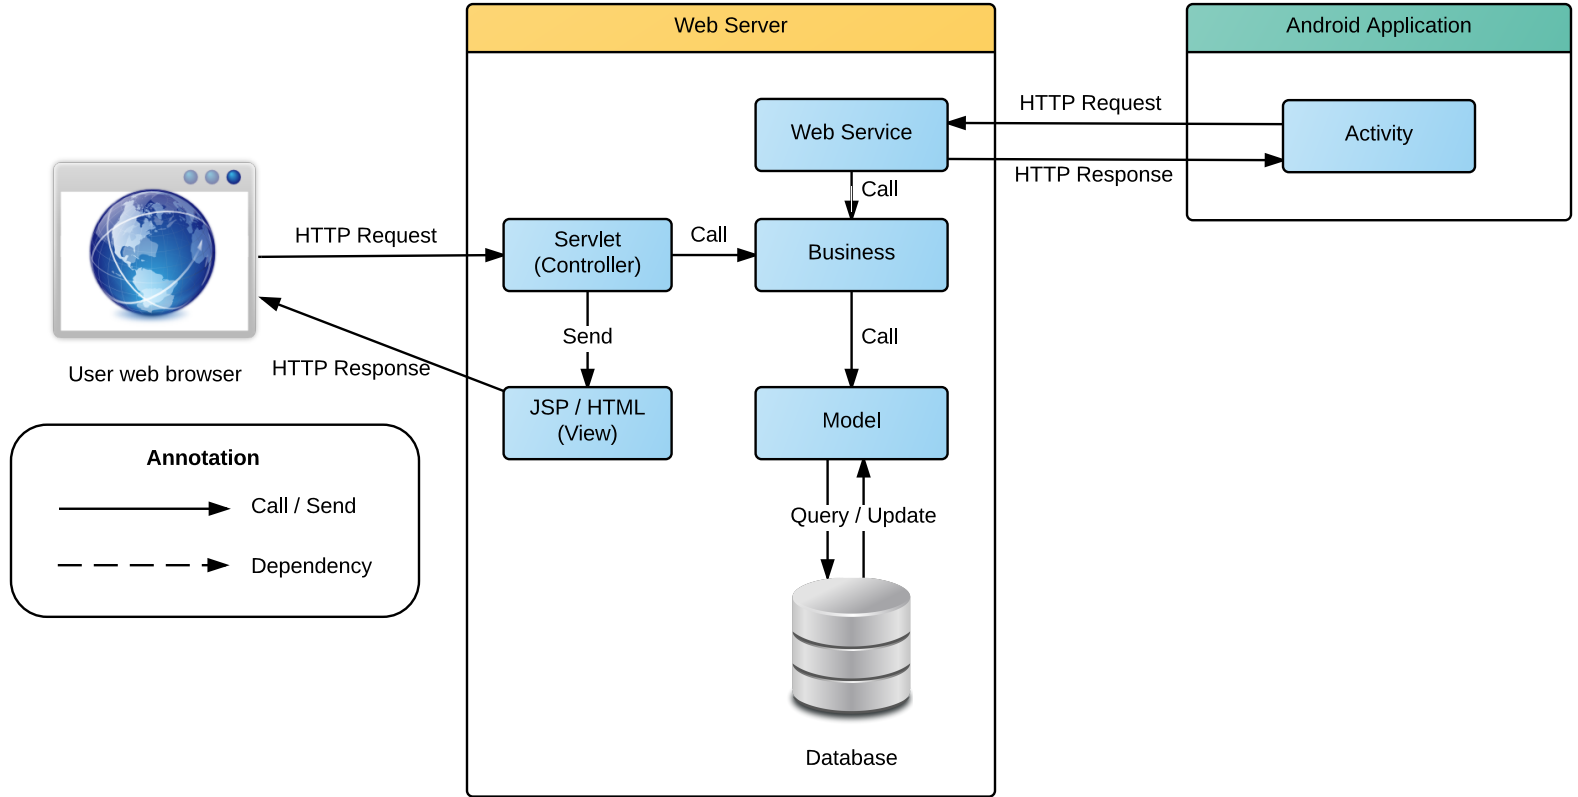 Web Server
Android Application
HTTP Request
Web Service
Activity
HTTP Response
Call
HTTP Request
Servlet
(Controller)
Call
Business
Send
Call
User web browser
HTTP Response
JSP / HTML
(View)
Model
Annotation
Call / Send
Query / Update
Dependency
Database